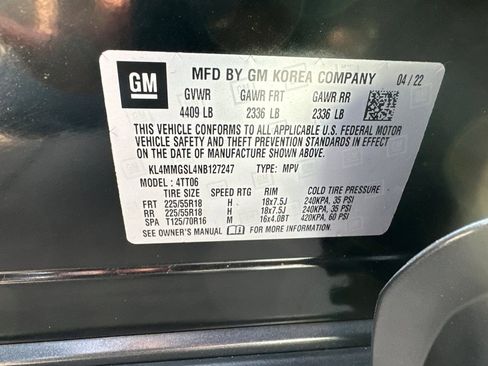 GM MFD BY GM KOREA COMPANY 04/22
GVWR GAWR FRT GAWR RR
4409 LB 2336 LB 2336 LB
THIS VEHICLE CONFORMS TO ALL APPLICABLE U.S. FEDERAL MOTOR
VEHICLE SAFETY AND THEFT PREVENTION STANDARDS IN EFFECT ON
THE DATE OF MANUFACTURE SHOWN ABOVE.
KL4MMGSL4NB127247 TYPE: MPV
MODEL: 4TT06
TIRE SIZE SPEED RTG RIM COLD TIRE PRESSURE
FRT 225/55R18 H 18x7.5J 240KPA, 35 PSI
RR 225/55R18 H 18x7.5J 240KPA, 35 PSI
SPA T125/70R16 M 16x4.0BT 420KPA, 60 PSI
SEE OWNER'S MANUAL FOR MORE INFORMATION.